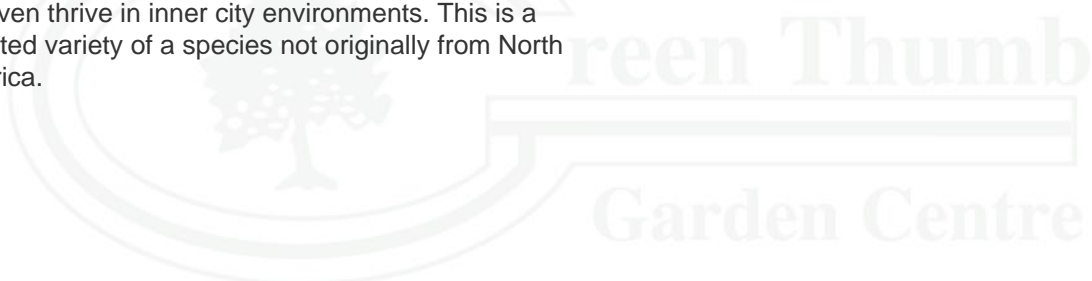 ven thrive in inner city environments. This is a
ted variety of a species not originally from North
rica.
reen Thumb
Garden Centre